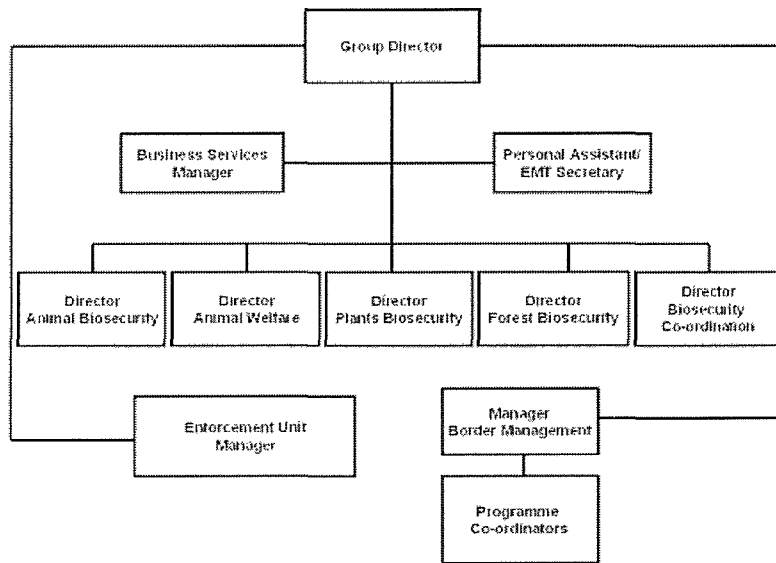 Group Director
Business Services
Manager
Personal Assistant/
EMT Secretary
Director
Animal Biosecurity
Director
Animal Welfare
Director
Plants Biosecurity
Director
Forest Biosecurity
Director
Biosecurity
Co-ordination
Enforcement Unit
Manager
Manager
Border Management
Programme
Co-ordinators